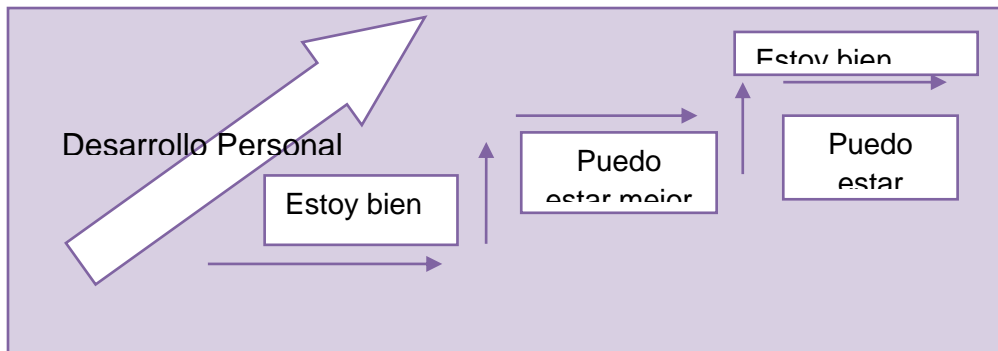 Estoy bien
Desarrollo Personal
Puedo
estar mejor
Puedo
estar
Estoy bien